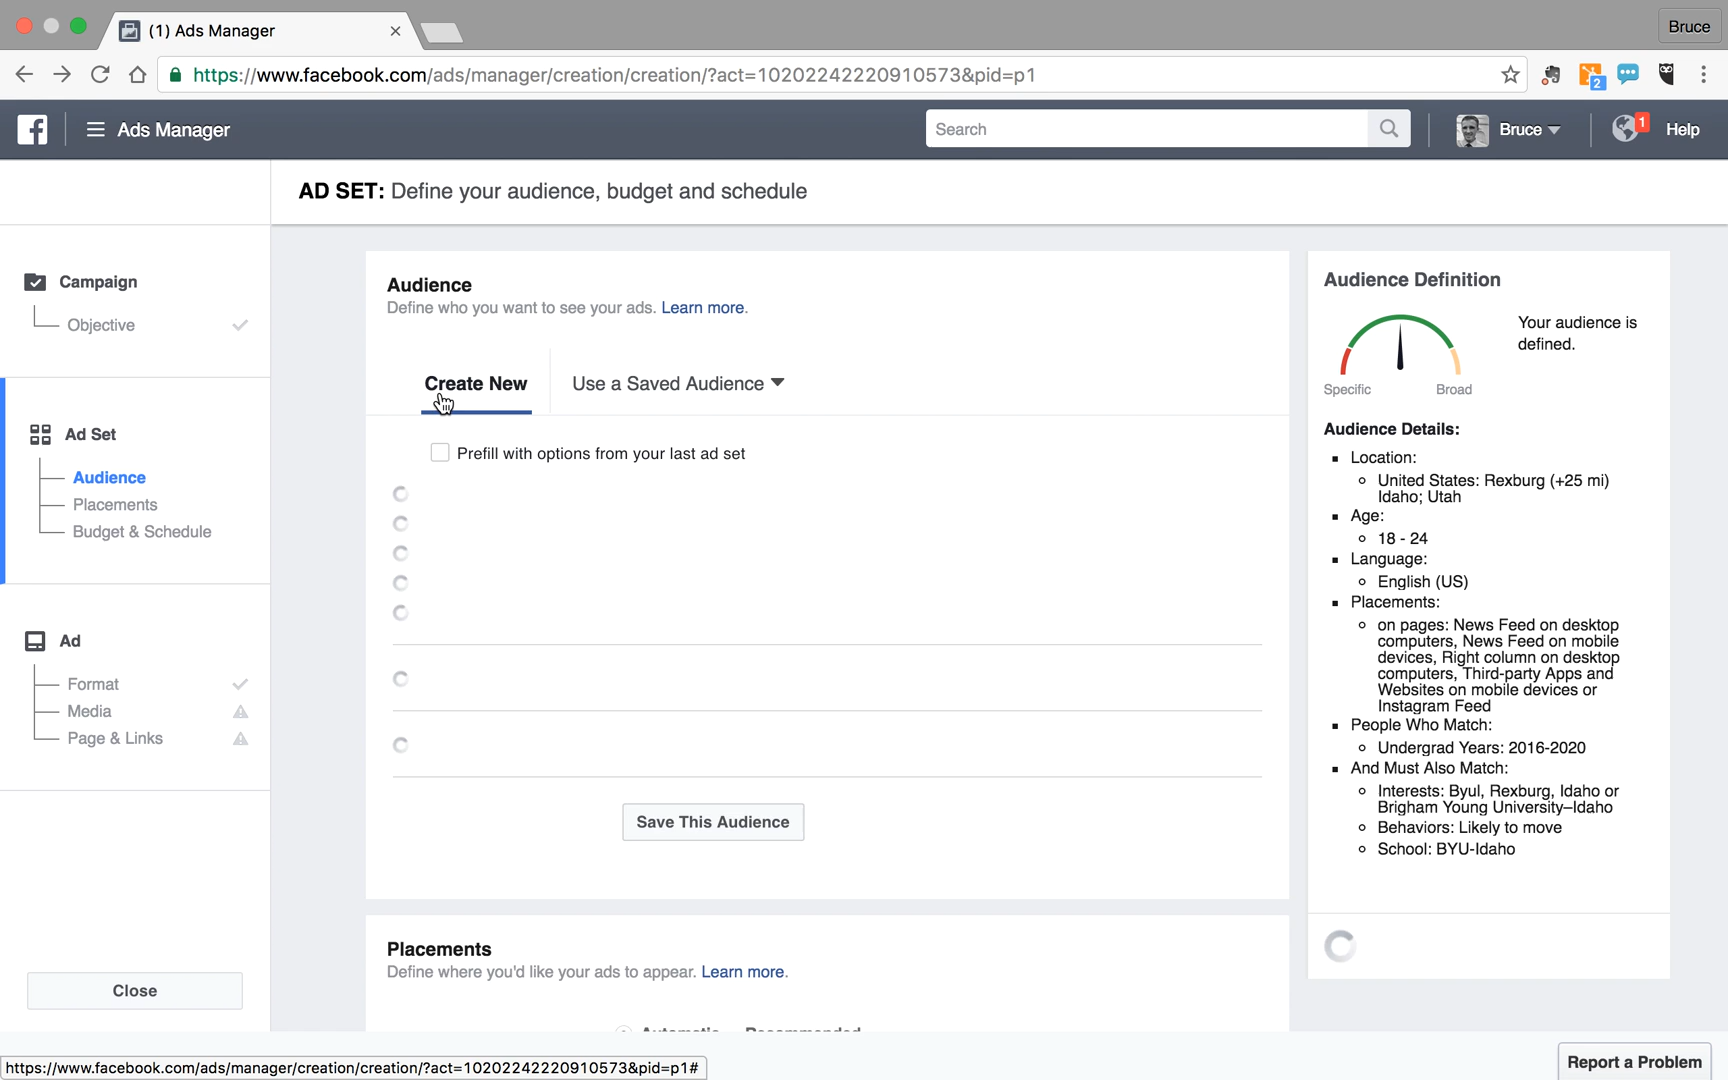 (1) Ads Manager
Bruce
https://www.facebook.com/ads/manager/creation/creation/?act=10202242220910573&pid=p1
2
Ads Manager
Search
Bruce
1
Help
AD SET: Define your audience, budget and schedule
Campaign
Objective
Ad Set
Audience
Placements
Budget & Schedule
Ad
Format
Media
Page & Links
Close
Audience
Define who you want to see your ads. Learn more.
Create New
Use a Saved Audience
Prefill with options from your last ad set
Save This Audience
Placements
Define where you'd like your ads to appear. Learn more.
Automatic Recommended
Audience Definition
Your audience is
defined.
Specific
Broad
Audience Details:
Location:
United States: Rexburg (+25 mi)
Idaho; Utah
Age:
18 - 24
Language:
English (US)
Placements:
on pages: News Feed on desktop
computers, News Feed on mobile
devices, Right column on desktop
computers, Third-party Apps and
Websites on mobile devices or
Instagram Feed
People Who Match:
Undergrad Years: 2016-2020
And Must Also Match:
Interests: Byui, Rexburg, Idaho or
Brigham Young University–Idaho
Behaviors: Likely to move
School: BYU-Idaho
https://www.facebook.com/ads/manager/creation/creation/?act=10202242220910573&pid=p1#
Report a Problem